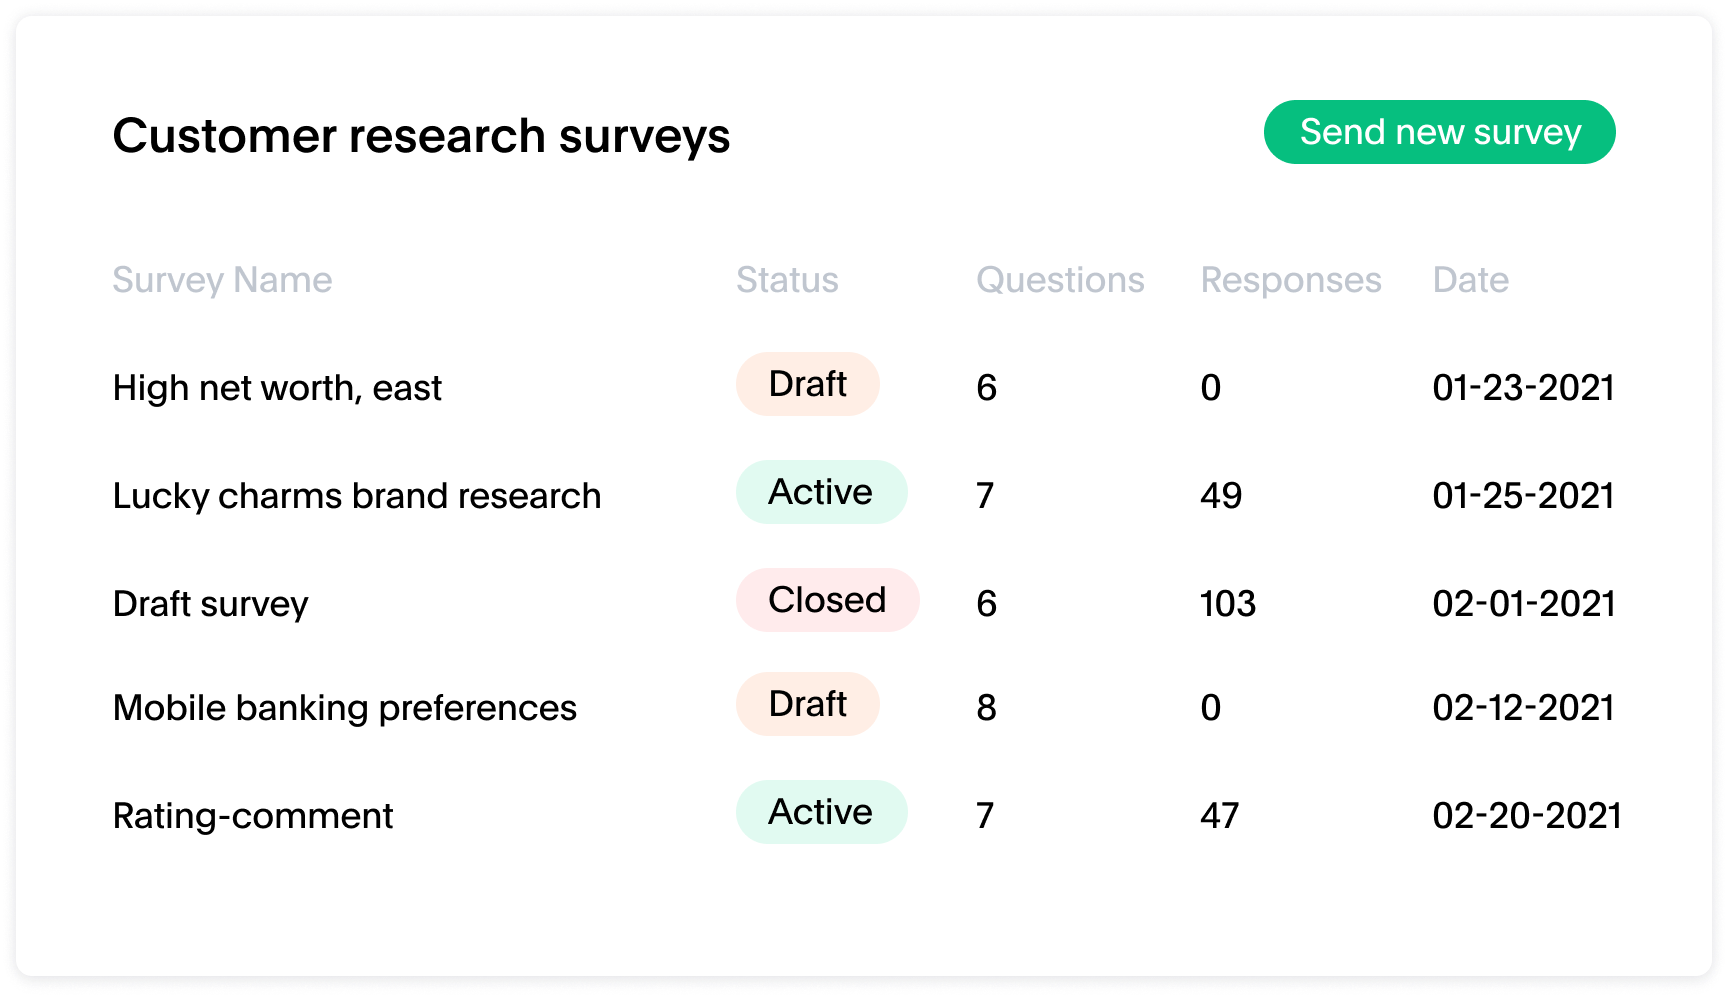 Customer research surveys
Send new survey
Survey Name Status Questions Responses Date
High net worth, east Draft 6 0 01-23-2021
Lucky charms brand research Active 7 49 01-25-2021
Draft survey Closed 6 103 02-01-2021
Mobile banking preferences Draft 8 0 02-12-2021
Rating-comment Active 7 47 02-20-2021